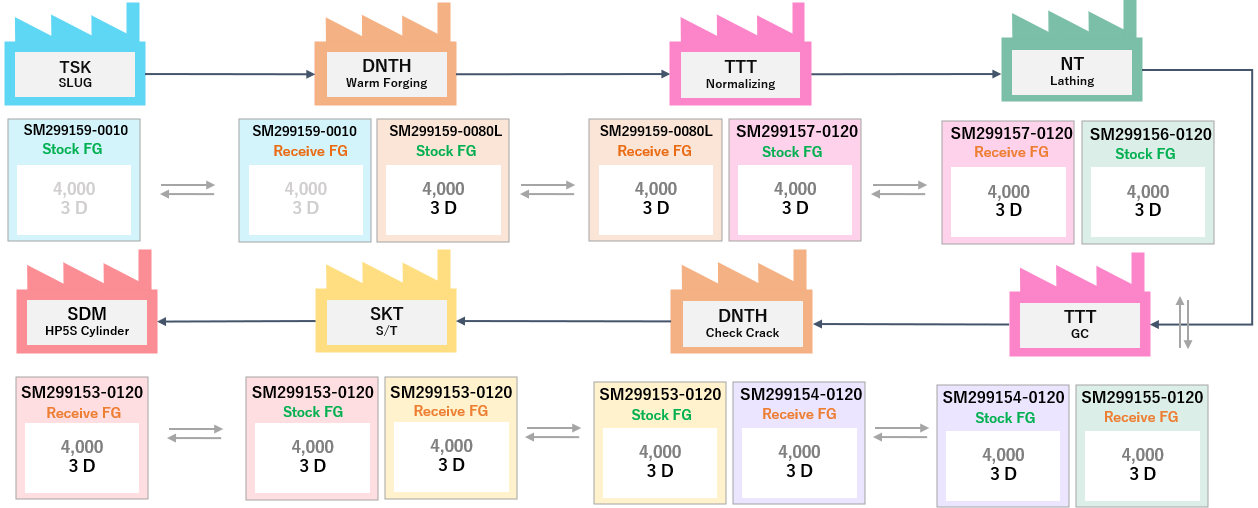 TSK
SLUG
DNTH
Warm Forging
TTT
Normalizing
NT
Lathing
SM299159-0010
Stock FG
4,000
3 D
SM299159-0010
Receive FG
4,000
3 D
SM299159-0080L
Stock FG
4,000
3 D
SM299159-0080L
Receive FG
4,000
3 D
SM299157-0120
Stock FG
4,000
3 D
SM299157-0120
Receive FG
4,000
3 D
SM299156-0120
Stock FG
4,000
3 D
SDM
HP5S Cylinder
SKT
S/T
DNTH
Check Crack
TTT
GC
SM299153-0120
Receive FG
4,000
3 D
SM299153-0120
Stock FG
4,000
3 D
SM299153-0120
Receive FG
4,000
3 D
SM299153-0120
Stock FG
4,000
3 D
SM299154-0120
Receive FG
4,000
3 D
SM299154-0120
Stock FG
4,000
3 D
SM299155-0120
Receive FG
4,000
3 D